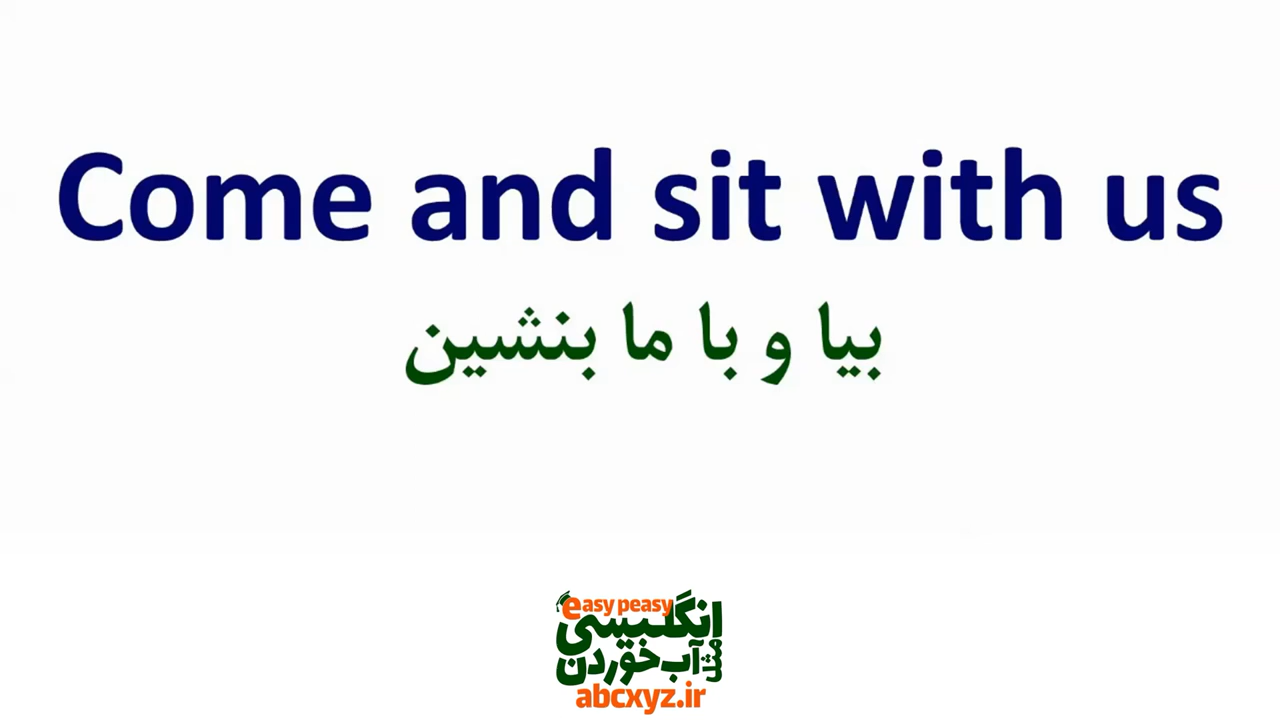 Come and sit with us
بیا و با ما بنشین
easy peasy
انگلیسی
مثل آب خوردن
abcxyz.ir